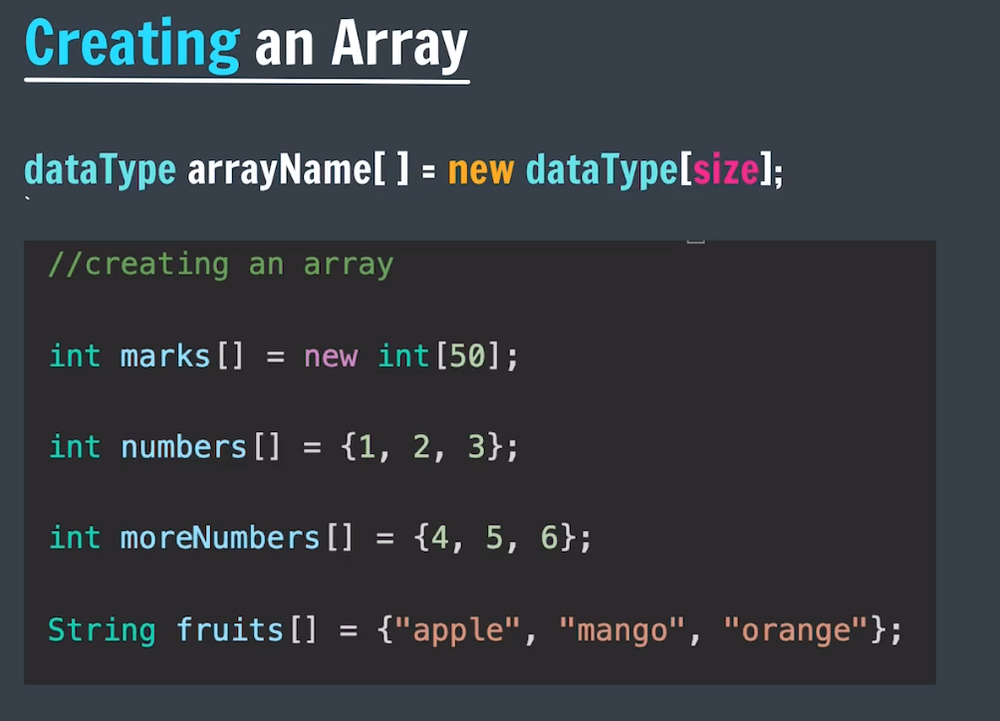 Creating an Array
dataType arrayName[ ] = new dataType[size];
`
//creating an array
int marks[] = new int[50];
int numbers[] = {1, 2, 3};
int moreNumbers[] = {4, 5, 6};
String fruits[] = {"apple", "mango", "orange"};